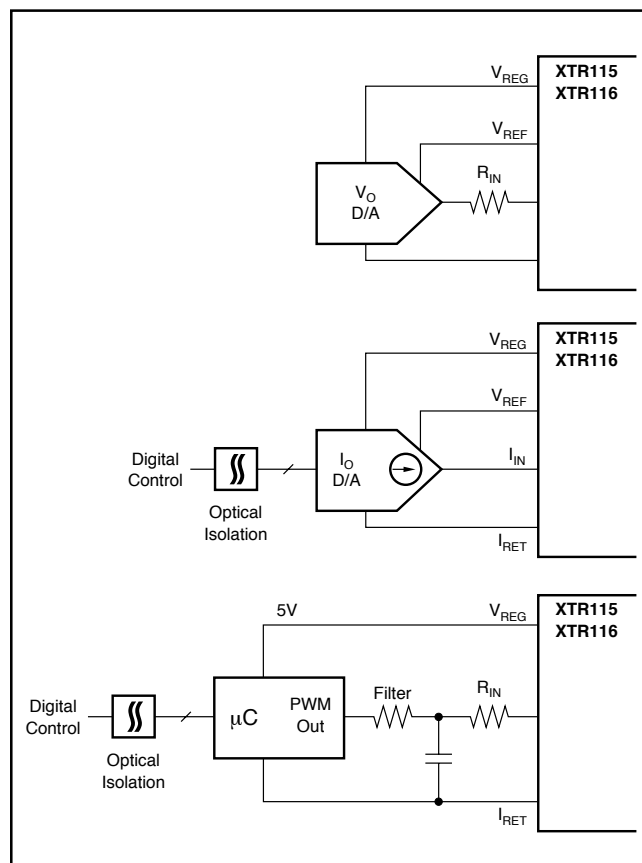 XTR115
XTR116
V_REG
V_REF
R_IN
V_O
D/A
XTR115
XTR116
V_REG
V_REF
I_O
D/A
I_IN
Digital
Control
Optical
Isolation
I_RET
XTR115
XTR116
5V
V_REG
Digital
Control
Optical
Isolation
μC
PWM
Out
Filter
R_IN
I_RET